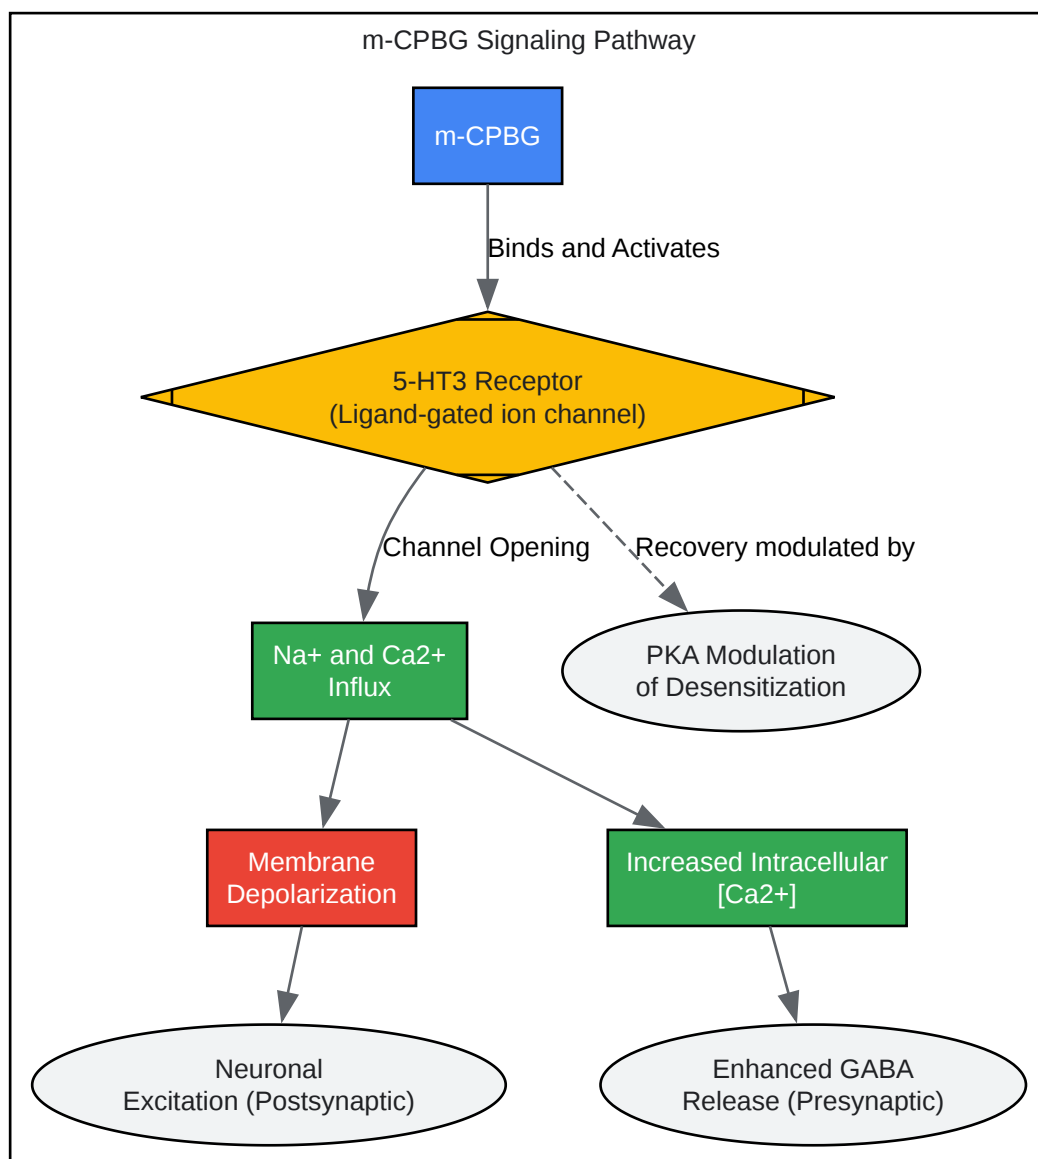 m-CPBG Signaling Pathway
m-CPBG
Binds and Activates
5-HT3 Receptor
(Ligand-gated ion channel)
Channel Opening
Recovery modulated by
Na+ and Ca2+
Influx
PKA Modulation
of Desensitization
Membrane
Depolarization
Increased Intracellular
[Ca2+]
Neuronal
Excitation (Postsynaptic)
Enhanced GABA
Release (Presynaptic)